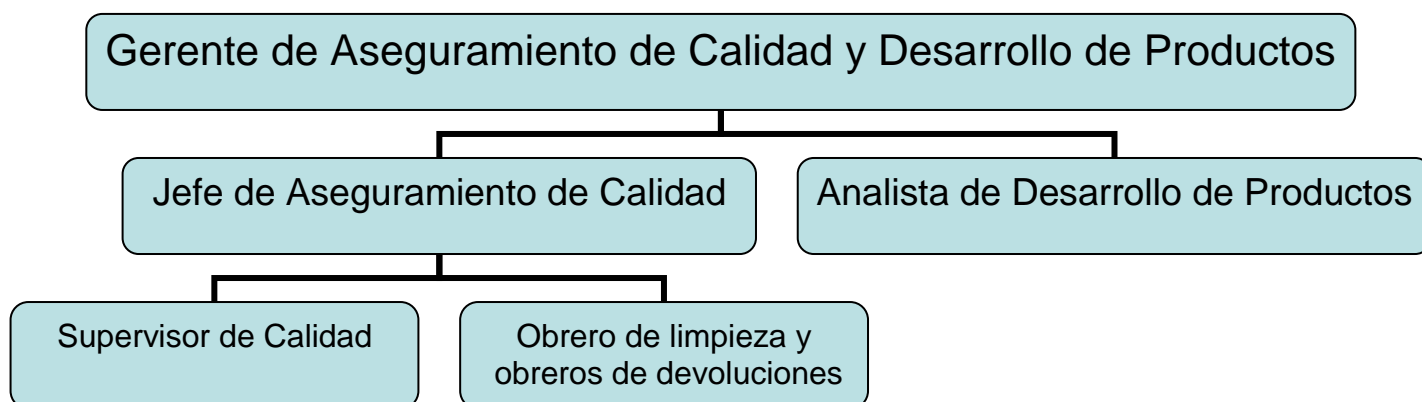 Gerente de Aseguramiento de Calidad y Desarrollo de Productos
Jefe de Aseguramiento de Calidad
Analista de Desarrollo de Productos
Supervisor de Calidad
Obrero de limpieza y
obreros de devoluciones